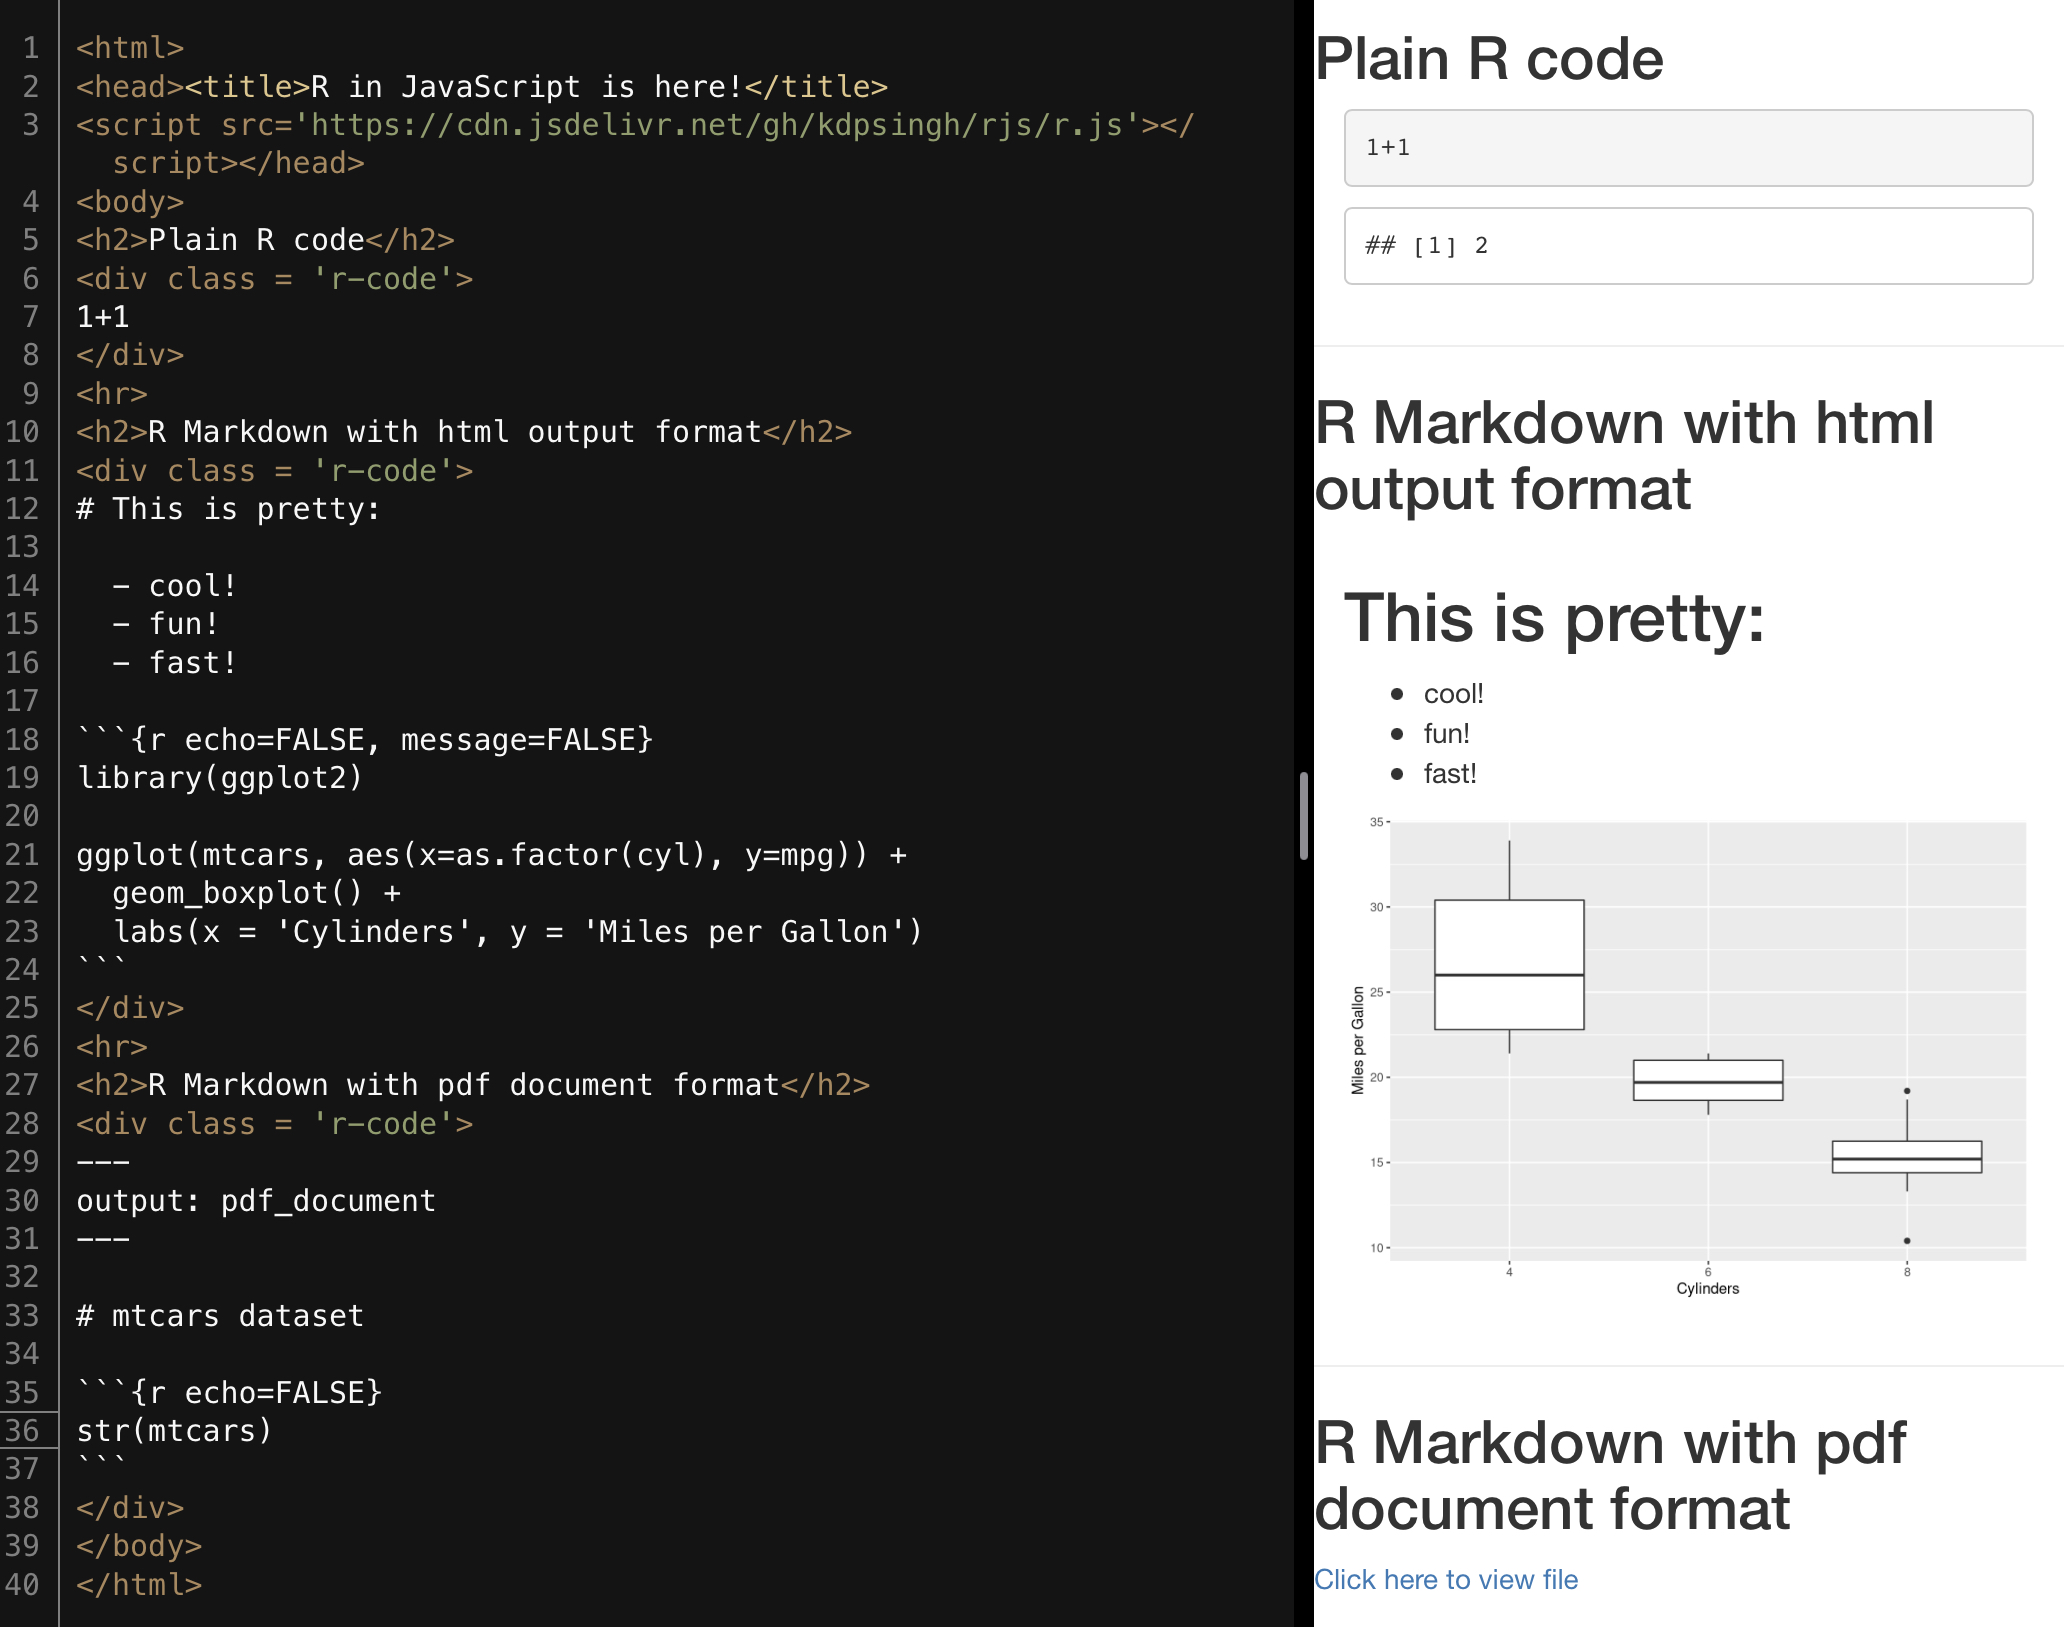 1 <html>
2 <head><title>R in JavaScript is here!</title>
3 <script src='https://cdn.jsdelivr.net/gh/kdpsingh/rjs/r.js'></
script></head>
4 <body>
5 <h2>Plain R code</h2>
6 <div class = 'r-code'>
7 1+1
8 </div>
9 <hr>
10 <h2>R Markdown with html output format</h2>
11 <div class = 'r-code'>
12 # This is pretty:
13
14   - cool!
15   - fun!
16   - fast!
17
18 ```{r echo=FALSE, message=FALSE}
19 library(ggplot2)
20
21 ggplot(mtcars, aes(x=as.factor(cyl), y=mpg)) +
22   geom_boxplot() +
23   labs(x = 'Cylinders', y = 'Miles per Gallon')
24 ```
25 </div>
26 <hr>
27 <h2>R Markdown with pdf document format</h2>
28 <div class = 'r-code'>
29 ---
30 output: pdf_document
31 ---
32
33 # mtcars dataset
34
35 ```{r echo=FALSE}
36 str(mtcars)
37 ```
38 </div>
39 </body>
40 </html>
Plain R code
1+1
## [1] 2
R Markdown with html
output format
This is pretty:
cool!
fun!
fast!
35
30
25
20
15
10
Miles per Gallon
4 6 8
Cylinders
R Markdown with pdf
document format
Click here to view file